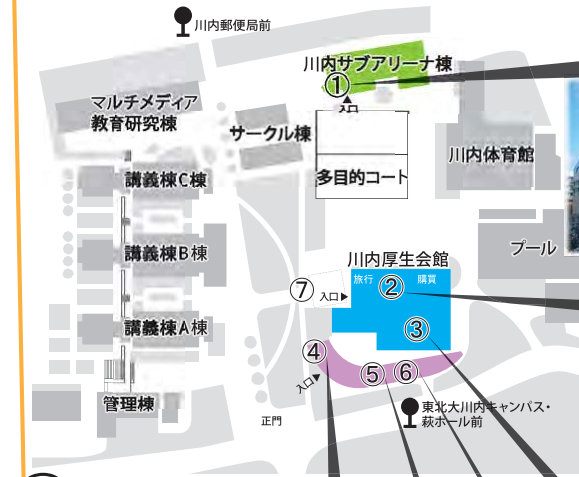 川内郵便局前
川内サブアリーナ棟
①
入口
マルチメディア
教育研究棟
サークル棟
川内体育館
講義棟C棟
多目的コート
講義棟B棟
プール
川内厚生会館
旅行
購買
⑦
入口
②
講義棟A棟
③
④
入口
⑤
⑥
管理棟
正門
東北大川内キャンパス・
萩ホール前